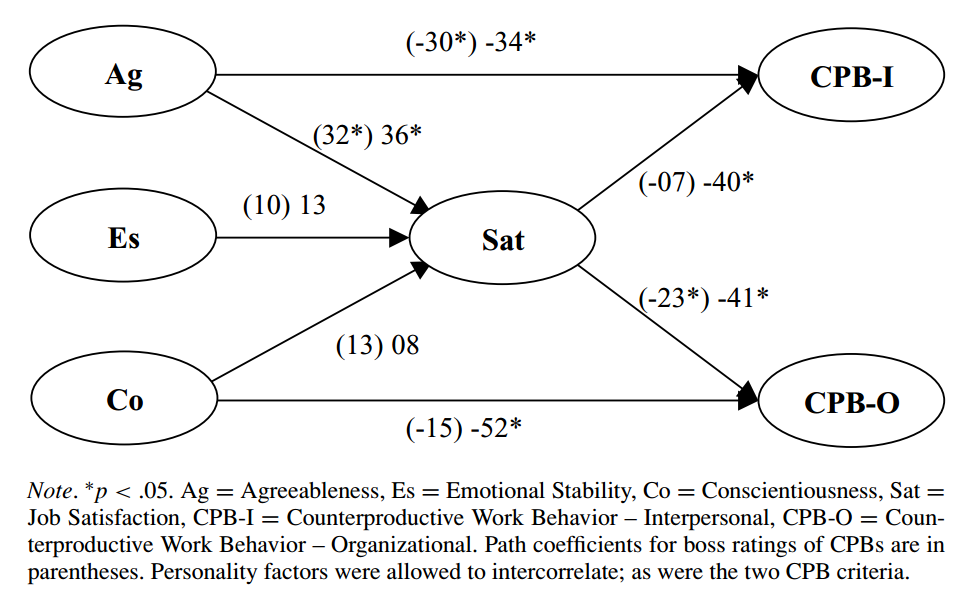 (-30*) -34*
Ag
CPB-I
(32*) 36*
(-07) -40*
(10) 13
Es
Sat
(-23*) -41*
(13) 08
Co
CPB-O
(-15) -52*
Note. *p < .05. Ag = Agreeableness, Es = Emotional Stability, Co = Conscientiousness, Sat =
Job Satisfaction, CPB-I = Counterproductive Work Behavior – Interpersonal, CPB-O = Coun-
terproductive Work Behavior – Organizational. Path coefficients for boss ratings of CPBs are in
parentheses. Personality factors were allowed to intercorrelate; as were the two CPB criteria.